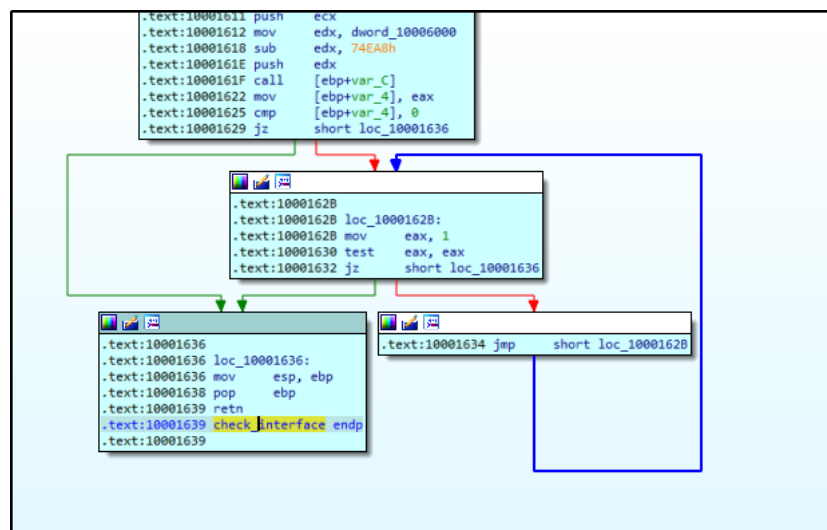 .text:10001611 push ecx
.text:10001612 mov edx, dword_10006000
.text:10001618 sub edx, 74EA8h
.text:1000161E push edx
.text:1000161F call [ebp+var_C]
.text:10001622 mov [ebp+var_4], eax
.text:10001625 cmp [ebp+var_4], 0
.text:10001629 jz short loc_10001636
.text:1000162B
.text:1000162B loc_1000162B:
.text:1000162B mov eax, 1
.text:10001630 test eax, eax
.text:10001632 jz short loc_10001636
.text:10001636
.text:10001636 loc_10001636:
.text:10001636 mov esp, ebp
.text:10001638 pop ebp
.text:10001639 retn
.text:10001639 check_interface endp
.text:10001639
.text:10001634 jmp short loc_1000162B